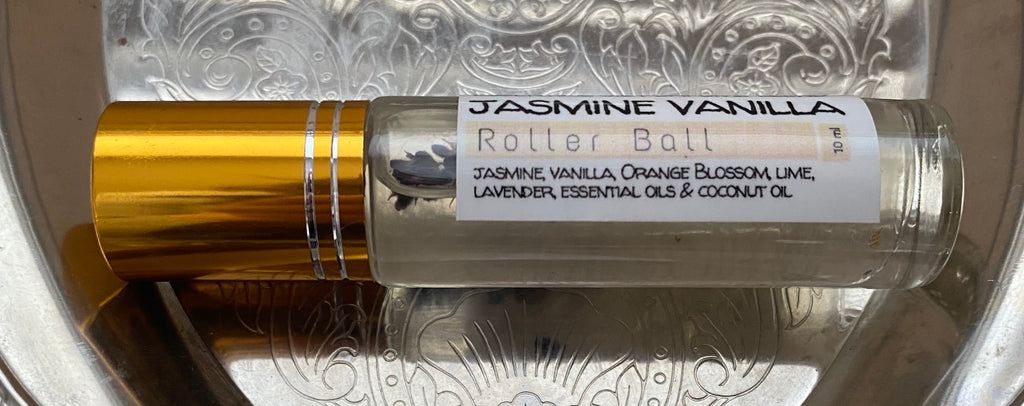 JASMINE VANILLA
Roller Ball
10 ml
JASMINE, VANILLA, ORANGE BLOSSOM, LIME,
LAVENDER, ESSENTIAL OILS & COCONUT OIL